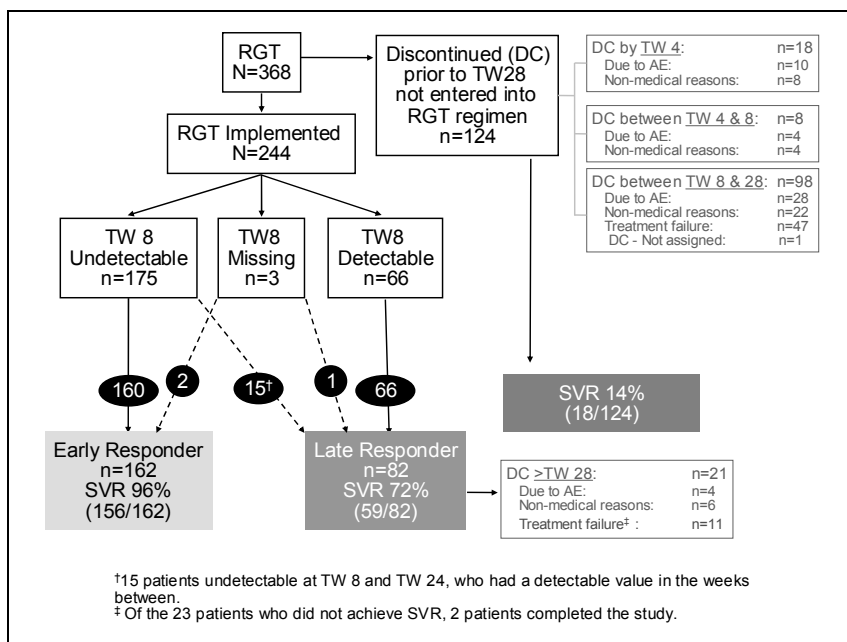 RGT
N=368
Discontinued (DC)
prior to TW28
not entered into
RGT regimen
n=124
DC by TW 4: n=18
Due to AE: n=10
Non-medical reasons: n=8
DC between TW 4 & 8: n=8
Due to AE: n=4
Non-medical reasons: n=4
DC between TW 8 & 28: n=98
Due to AE: n=28
Non-medical reasons: n=22
Treatment failure: n=47
DC - Not assigned: n=1
RGT Implemented
N=244
TW 8
Undetectable
n=175
TW8
Missing
n=3
TW8
Detectable
n=66
160
2
15†
1
66
SVR 14%
(18/124)
Early Responder
n=162
SVR 96%
(156/162)
Late Responder
n=82
SVR 72%
(59/82)
DC >TW 28: n=21
Due to AE: n=4
Non-medical reasons: n=6
Treatment failure‡ : n=11
†15 patients undetectable at TW 8 and TW 24, who had a detectable value in the weeks
between.
‡ Of the 23 patients who did not achieve SVR, 2 patients completed the study.